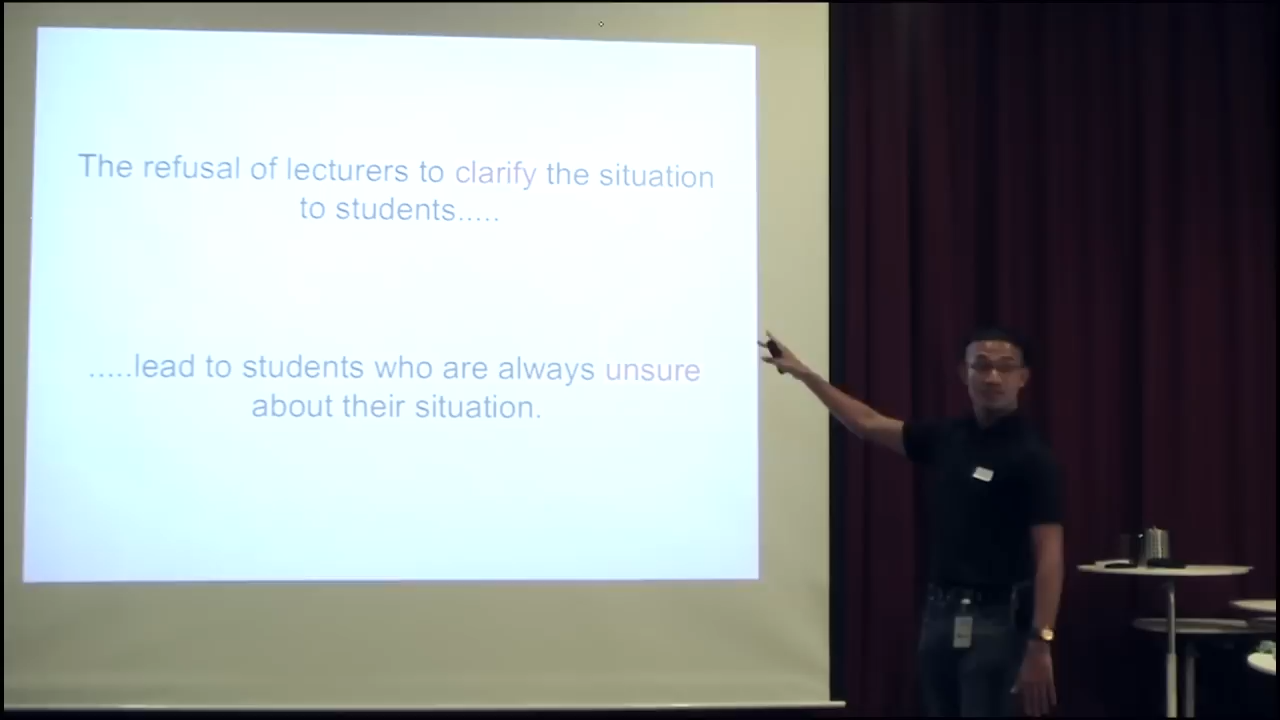 The refusal of lecturers to clarify the situation
to students.....
.....lead to students who are always unsure
about their situation.